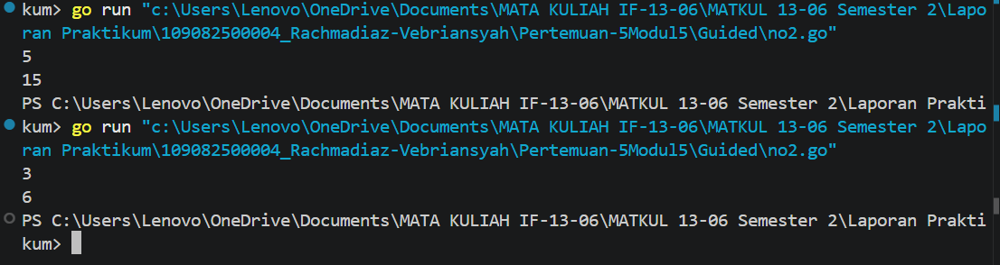 kum> go run "c:\Users\Lenovo\OneDrive\Documents\MATA KULIAH IF-13-06\MATKUL 13-06 Semester 2\Lapo
ran Praktikum\109082500004_Rachmadiaz-Vebriansyah\Pertemuan-5Modul5\Guided\no2.go"
5
15
PS C:\Users\Lenovo\OneDrive\Documents\MATA KULIAH IF-13-06\MATKUL 13-06 Semester 2\Laporan Prakti
kum> go run "c:\Users\Lenovo\OneDrive\Documents\MATA KULIAH IF-13-06\MATKUL 13-06 Semester 2\Lapo
ran Praktikum\109082500004_Rachmadiaz-Vebriansyah\Pertemuan-5Modul5\Guided\no2.go"
3
6
PS C:\Users\Lenovo\OneDrive\Documents\MATA KULIAH IF-13-06\MATKUL 13-06 Semester 2\Laporan Prakti
kum>